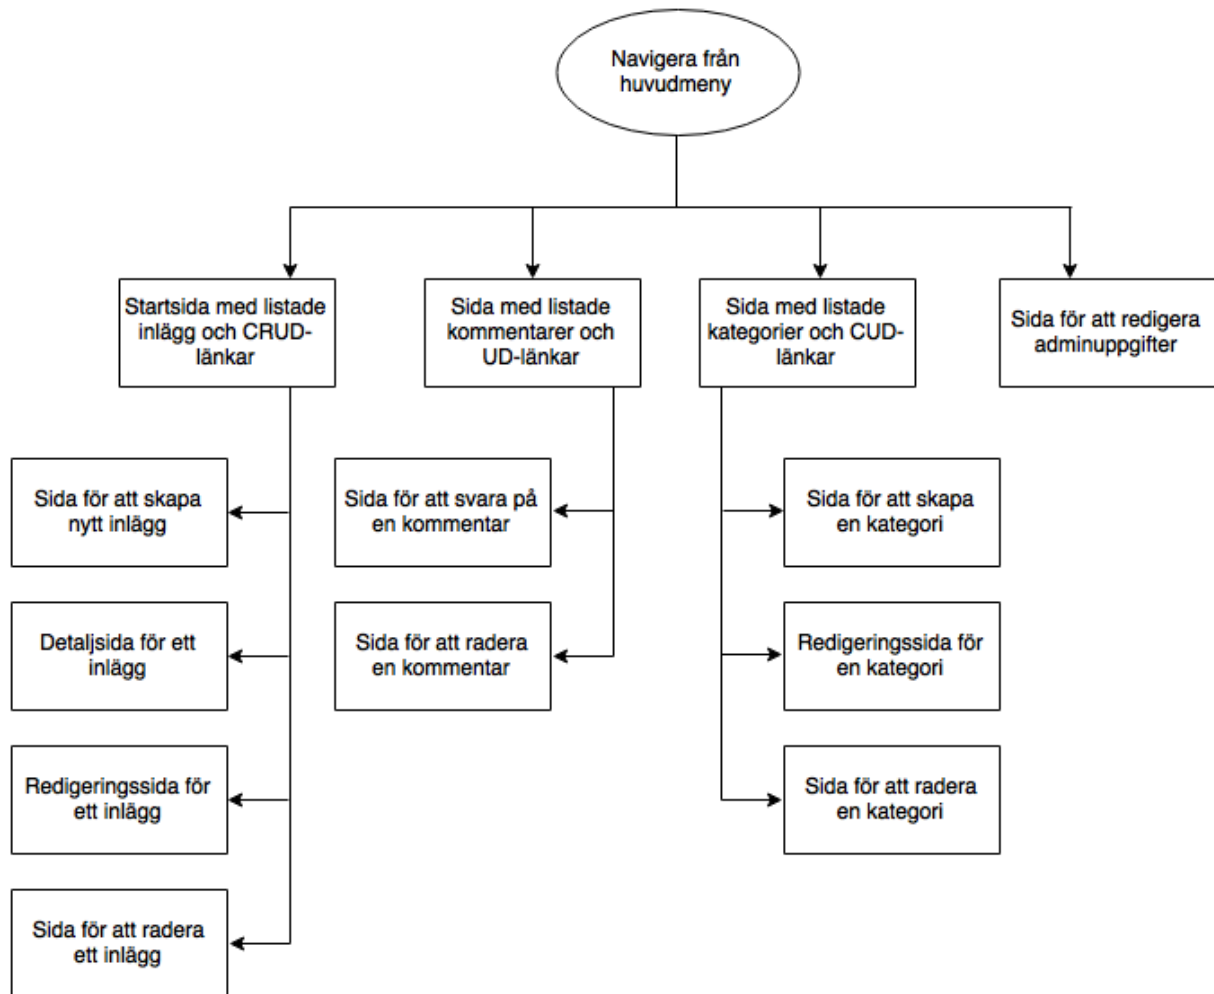 Navigera från
huvudmeny
Startsida med listade
inlägg och CRUD-
länkar
Sida med listade
kommentarer och
UD-länkar
Sida med listade
kategorier och CUD-
länkar
Sida för att redigera
adminuppgifter
Sida för att skapa
nytt inlägg
Sida för att svara på
en kommentar
Sida för att skapa
en kategori
Detaljsida för ett
inlägg
Sida för att radera
en kommentar
Redigeringssida för
en kategori
Redigeringssida för
ett inlägg
Sida för att radera
en kategori
Sida för att radera
ett inlägg